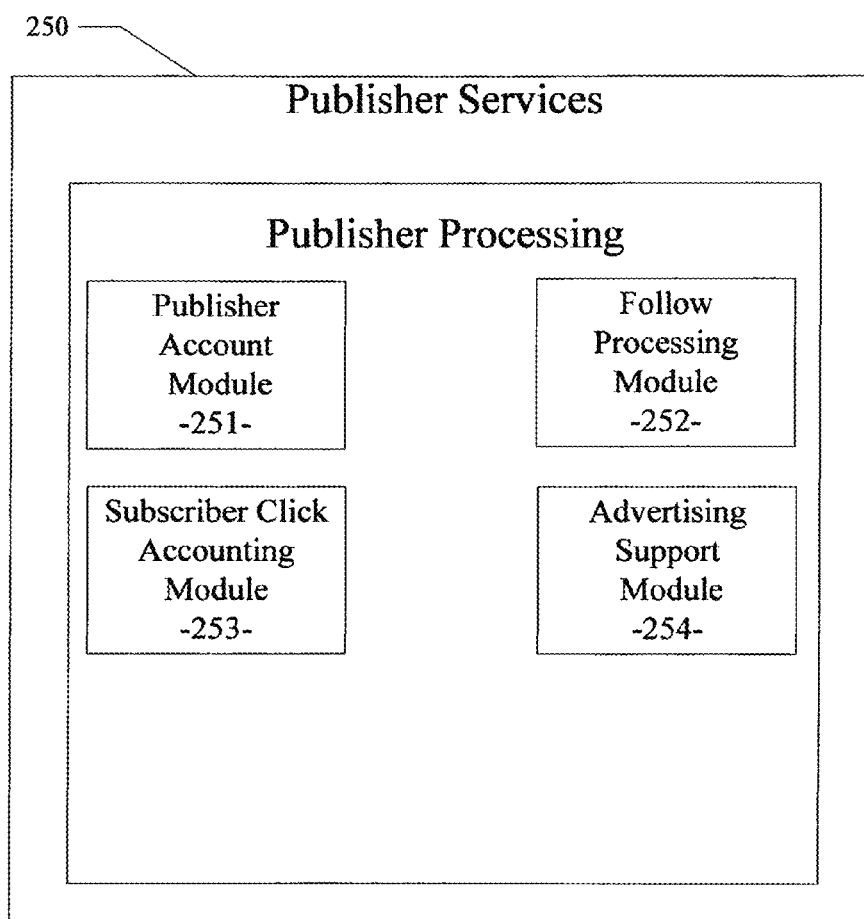 250
Publisher Services
Publisher Processing
Publisher
Account
Module
-251-
Follow
Processing
Module
-252-
Subscriber Click
Accounting
Module
-253-
Advertising
Support
Module
-254-